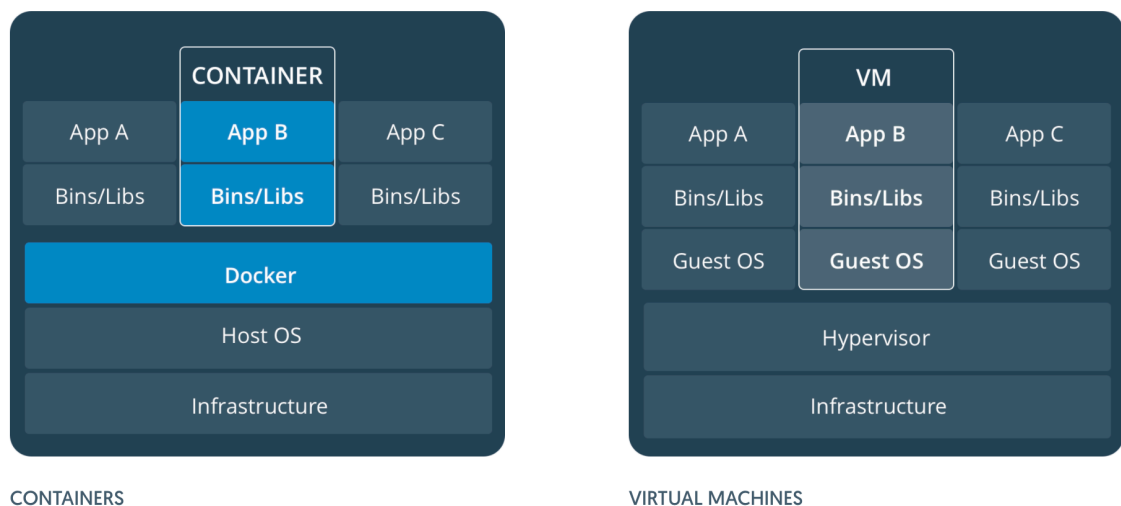 CONTAINER
App A
App B
App C
Bins/Libs
Bins/Libs
Bins/Libs
Docker
Host OS
Infrastructure
CONTAINERS
VM
App A
App B
App C
Bins/Libs
Bins/Libs
Bins/Libs
Guest OS
Guest OS
Guest OS
Hypervisor
Infrastructure
VIRTUAL MACHINES